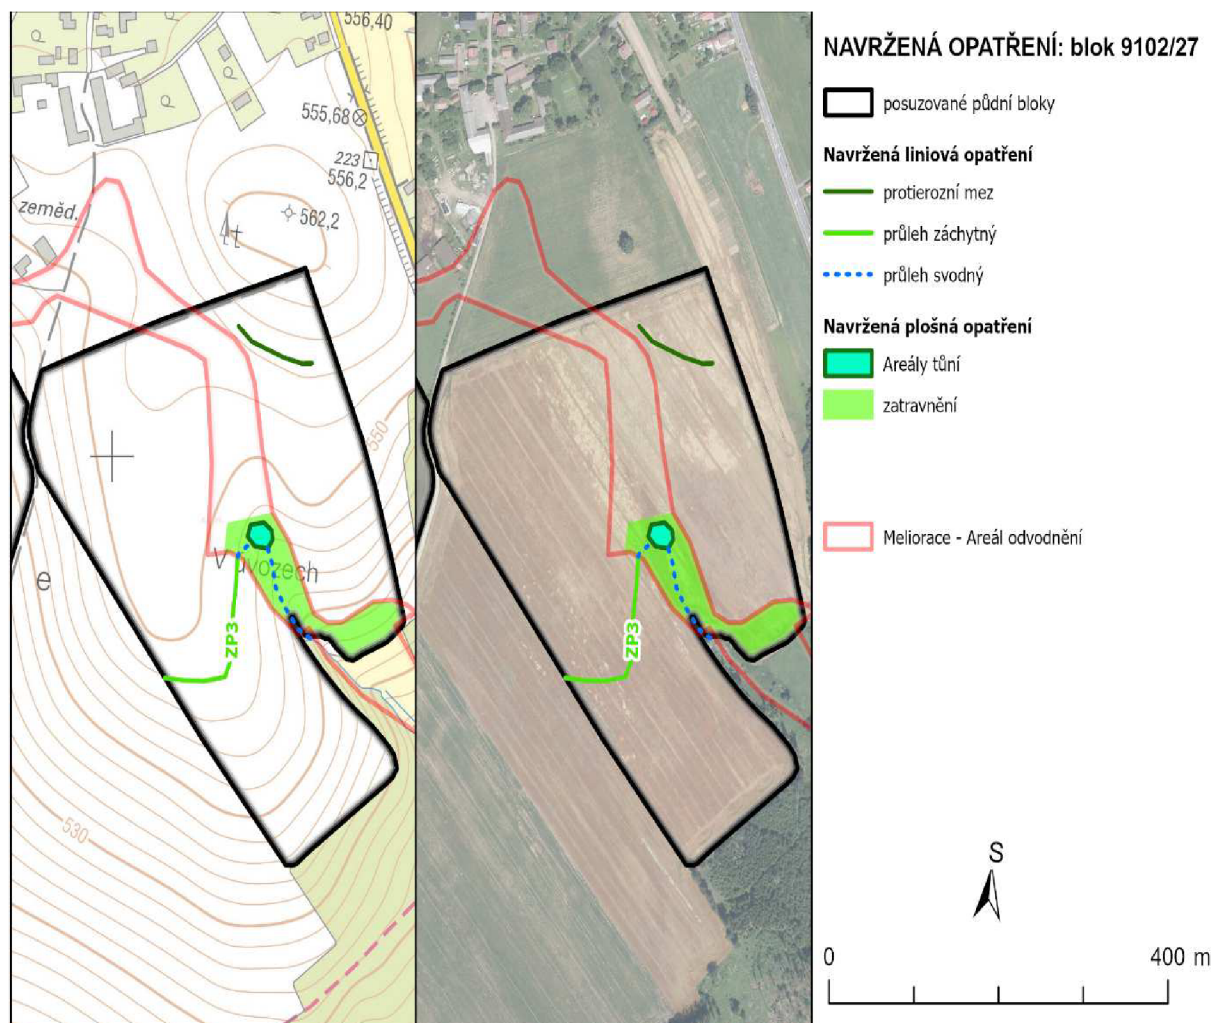 556,40
555,68
223
556,2
562,2
zeměd.
550
V úvozech
e
ZP3
530
ZP3
NAVRŽENÁ OPATŘENÍ: blok 9102/27
posuzované půdní bloky
Navržená liniová opatření
protierozní mez
průleh záchytný
průleh svodný
Navržená plošná opatření
Areály tůní
zatravnění
Meliorace - Areál odvodnění
S
0 400 m